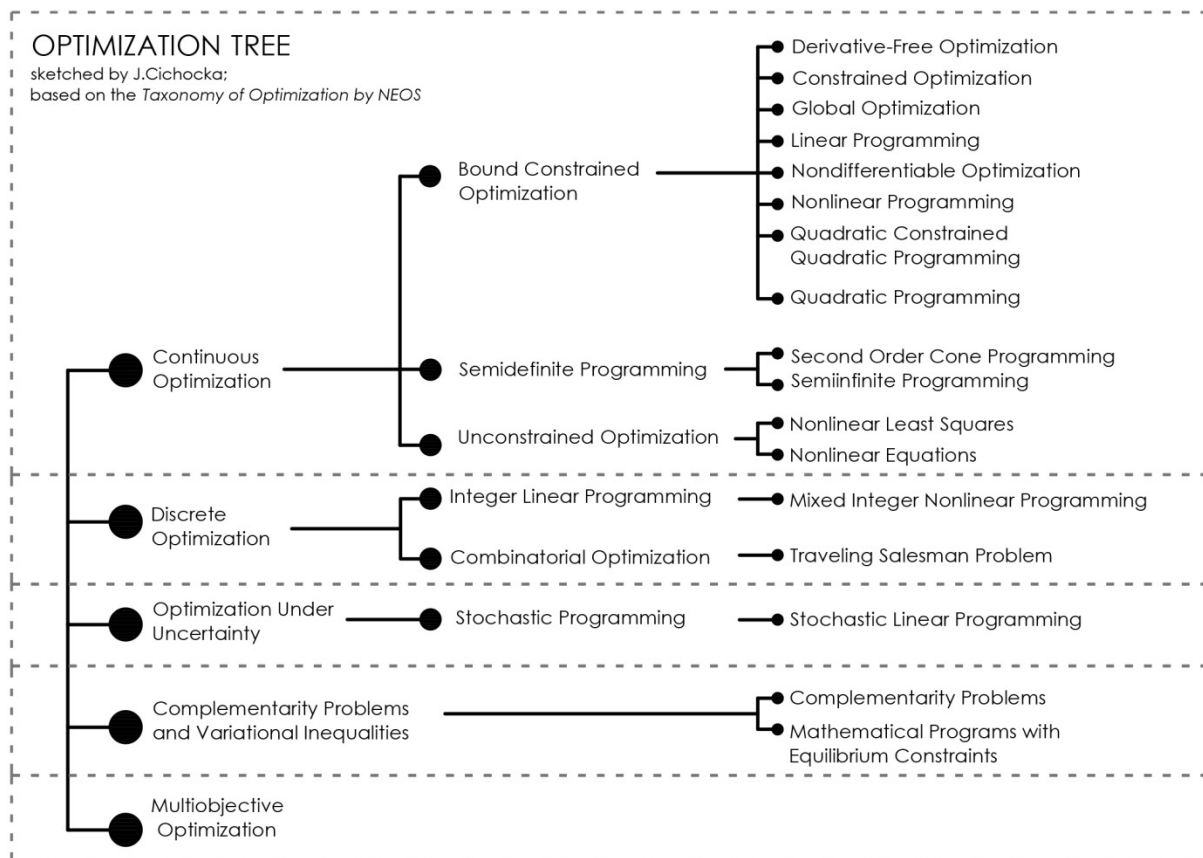 OPTIMIZATION TREE
sketched by J.Cichocka;
based on the Taxonomy of Optimization by NEOS
Derivative-Free Optimization
Constrained Optimization
Global Optimization
Linear Programming
Bound Constrained
Optimization
Nondifferentiable Optimization
Nonlinear Programming
Quadratic Constrained
Quadratic Programming
Quadratic Programming
Continuous
Optimization
Semidefinite Programming
Second Order Cone Programming
Semiinfinite Programming
Unconstrained Optimization
Nonlinear Least Squares
Nonlinear Equations
Discrete
Optimization
Integer Linear Programming
Mixed Integer Nonlinear Programming
Combinatorial Optimization
Traveling Salesman Problem
Optimization Under
Uncertainty
Stochastic Programming
Stochastic Linear Programming
Complementarity Problems
and Variational Inequalities
Complementarity Problems
Mathematical Programs with
Equilibrium Constraints
Multiobjective
Optimization